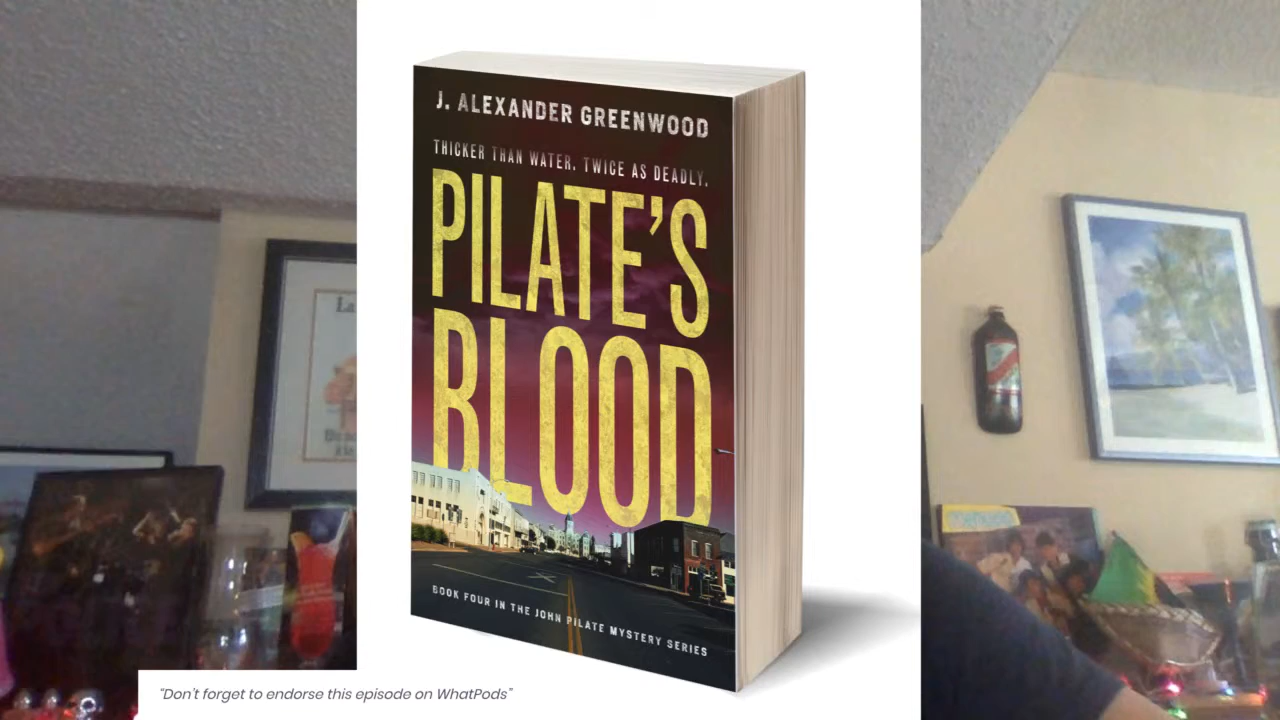 J. ALEXANDER GREENWOOD
THICKER THAN WATER. TWICE AS DEADLY.
PILATE'S
BLOOD
BOOK FOUR IN THE JOHN PILATE MYSTERY SERIES
"Don't forget to endorse this episode on WhatPods"